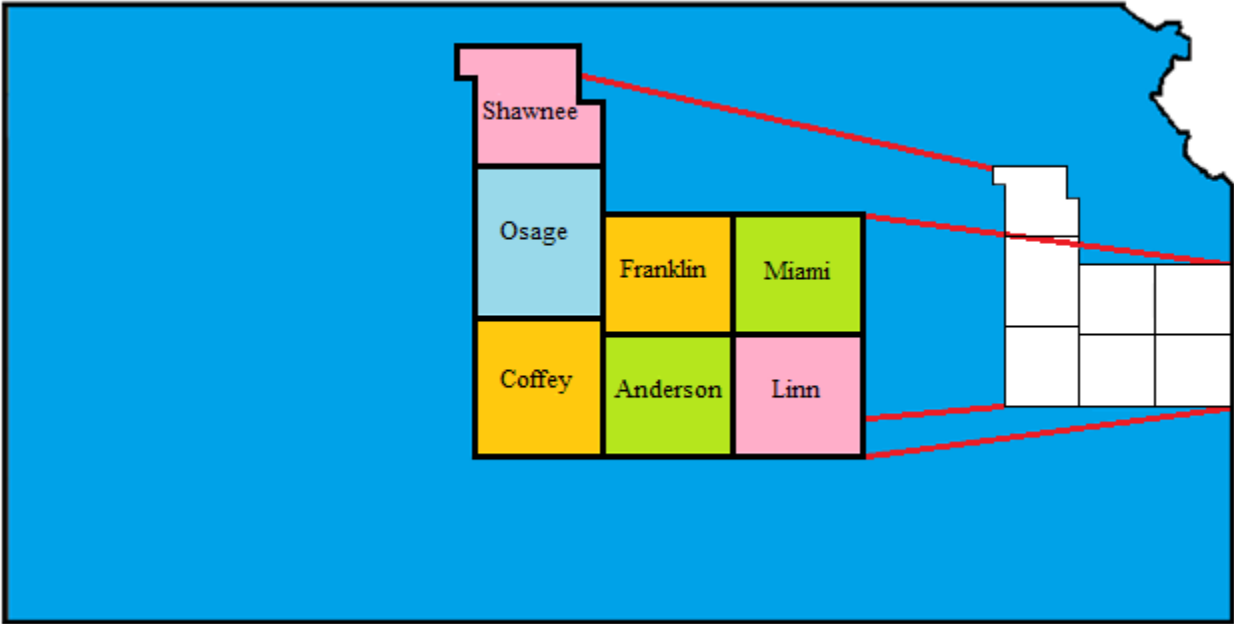 Shawnee
Osage
Franklin
Miami
Coffey
Anderson
Linn